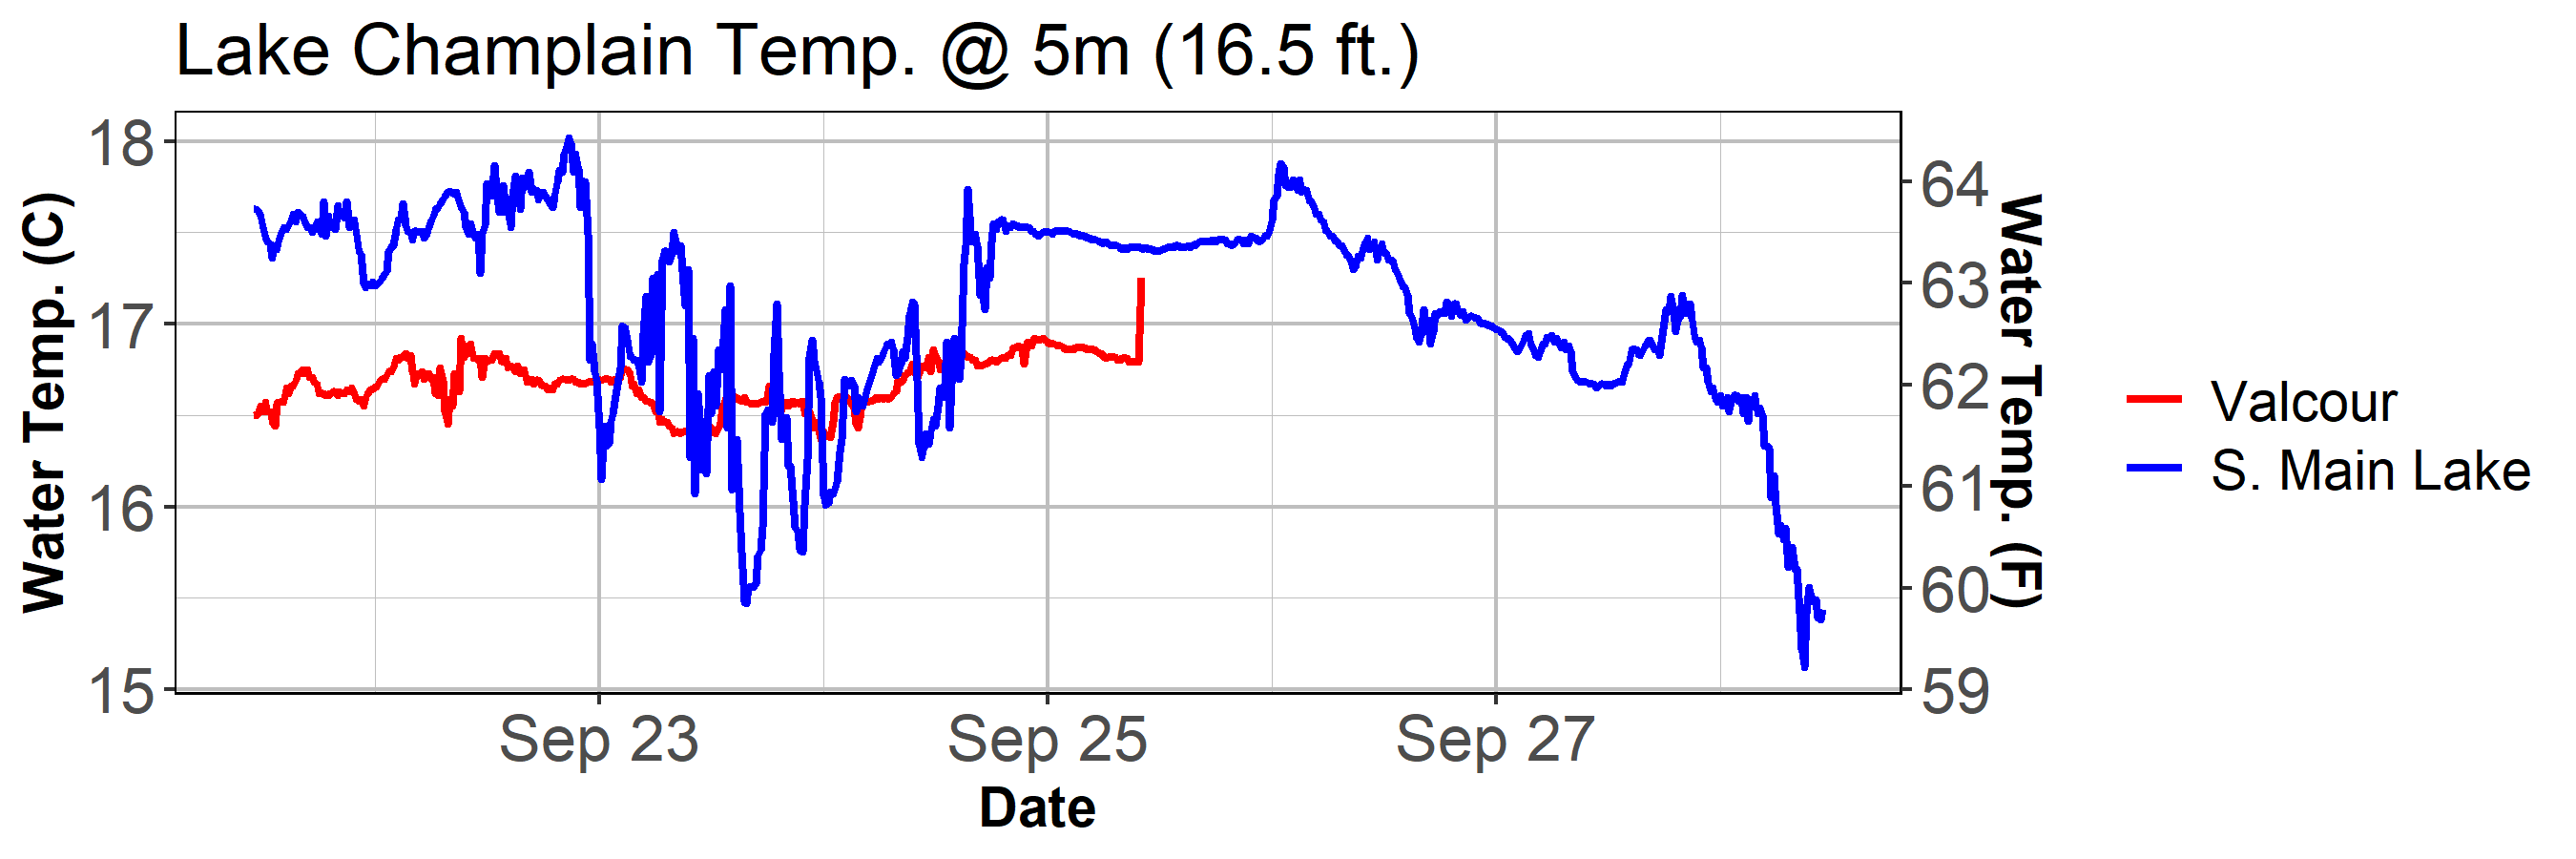 Lake Champlain Temp. @ 5m (16.5 ft.)
Water Temp. (C)
18
17
16
15
64
63
62
61
60
59
Water Temp. (F)
Sep 23
Sep 25
Sep 27
Date
Valcour
S. Main Lake